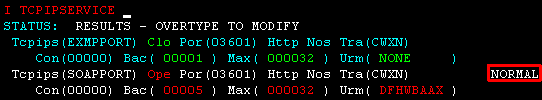 I TCPIPSERVICE
STATUS:  RESULTS - OVERTYPE TO MODIFY
Tcpips(EXMPPORT) Clo Por(03601) Http Nos Tra(CWXN)
Con(00000) Bac( 00001 ) Max( 000032 ) Urm( NONE     )
Tcpips(SOAPPORT) Ope Por(03601) Http Nos Tra(CWXN)     NORMAL
Con(00000) Bac( 00005 ) Max( 000032 ) Urm( DFHWBAAX )